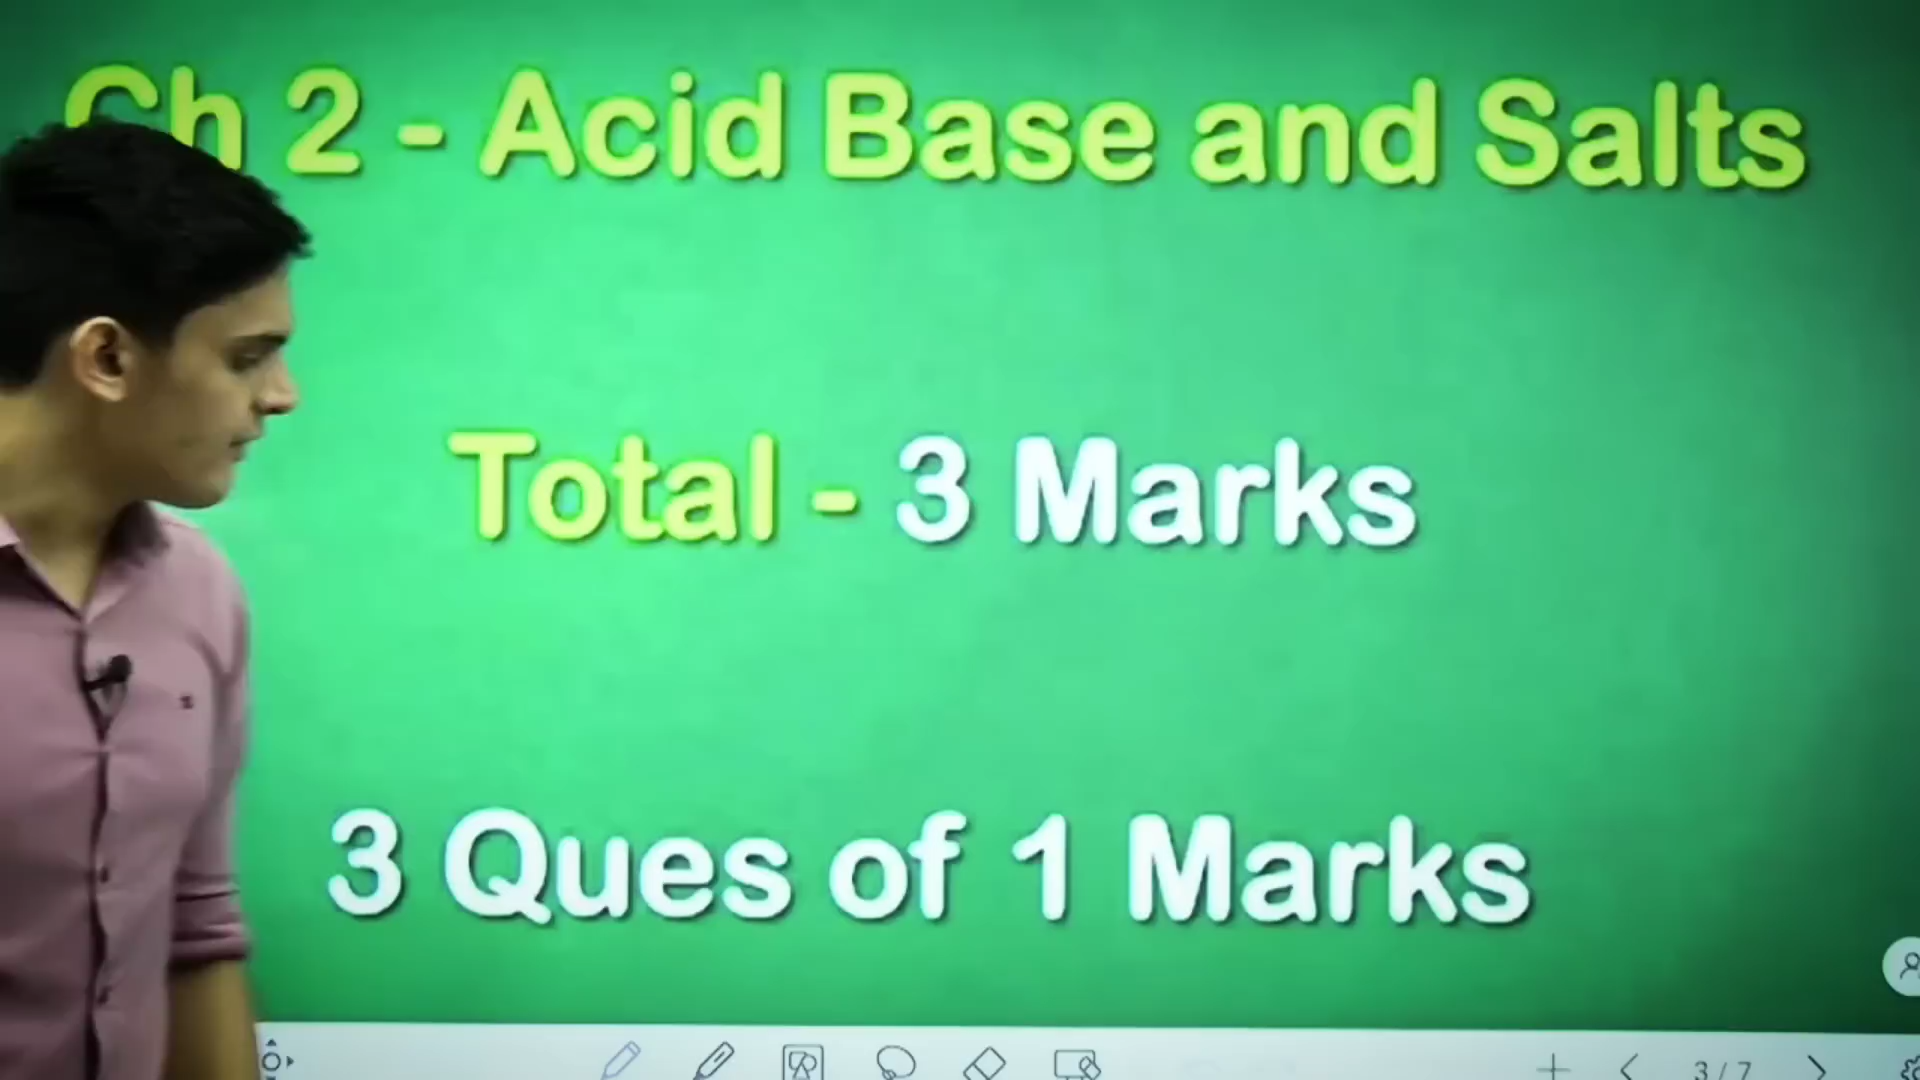 Ch 2 - Acid Base and Salts
Total - 3 Marks
3 Ques of 1 Marks
3 / 7